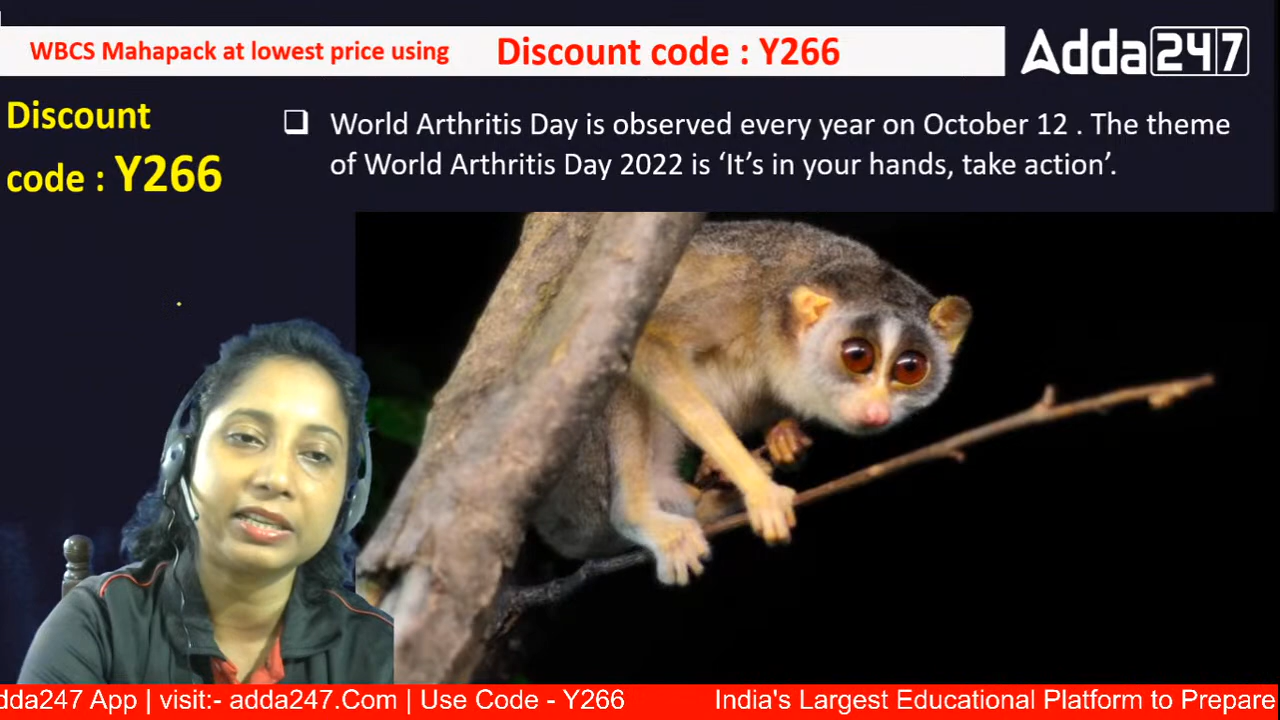 WBCS Mahapack at lowest price using Discount code : Y266
Adda247
Discount
code : Y266
❑ World Arthritis Day is observed every year on October 12 . The theme
of World Arthritis Day 2022 is ‘It’s in your hands, take action’.
dda247 App | visit:- adda247.Com | Use Code - Y266 India's Largest Educational Platform to Prepare